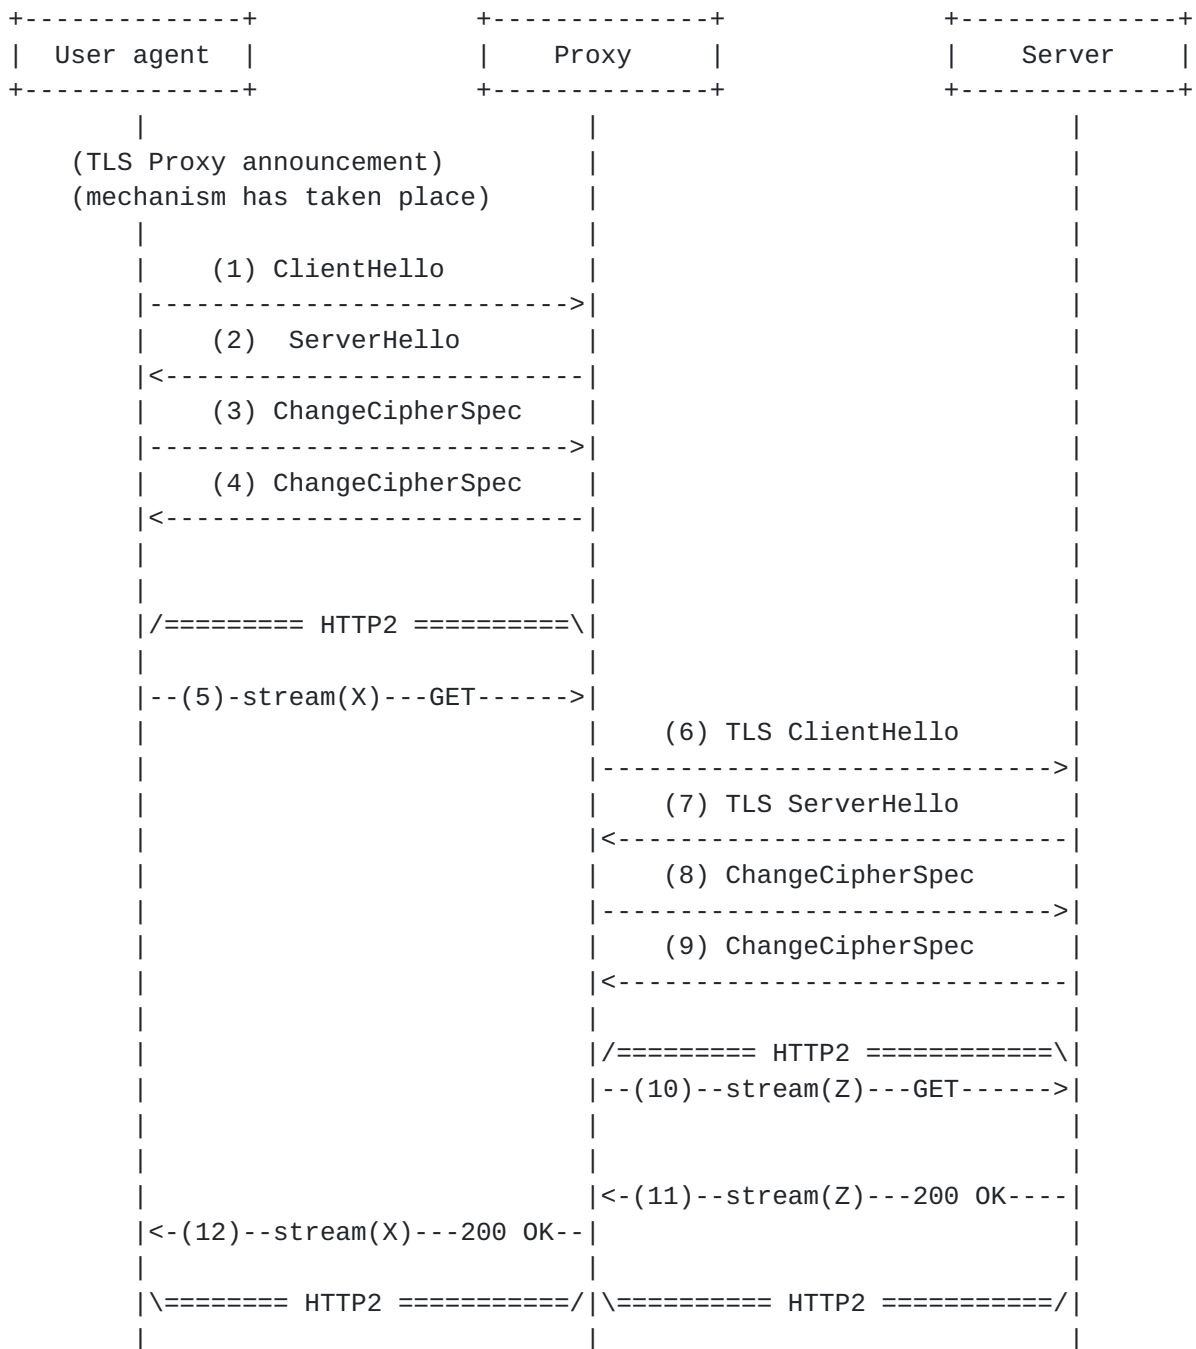 +--------------+              +--------------+              +--------------+
|  User agent  |              |    Proxy     |              |    Server    |
+--------------+              +--------------+              +--------------+
        |                            |                              |
    (TLS Proxy announcement)         |                              |
    (mechanism has taken place)      |                              |
        |                            |                              |
        |    (1) ClientHello         |                              |
        |--------------------------->|                              |
        |    (2)  ServerHello        |                              |
        |<---------------------------|                              |
        |    (3) ChangeCipherSpec    |                              |
        |--------------------------->|                              |
        |    (4) ChangeCipherSpec    |                              |
        |<---------------------------|                              |
        |                            |                              |
        |                            |                              |
        |/========= HTTP2 ==========\|                              |
        |                            |                              |
        |--(5)-stream(X)---GET------>|                              |
        |                            |    (6) TLS ClientHello       |
        |                            |----------------------------->|
        |                            |    (7) TLS ServerHello       |
        |                            |<-----------------------------|
        |                            |    (8) ChangeCipherSpec      |
        |                            |----------------------------->|
        |                            |    (9) ChangeCipherSpec      |
        |                            |<-----------------------------|
        |                            |                              |
        |                            |/========= HTTP2 ============\|
        |                            |--(10)--stream(Z)---GET------>|
        |                            |                              |
        |                            |                              |
        |                            |<-(11)--stream(Z)---200 OK----|
        |<-(12)--stream(X)---200 OK--|                              |
        |                            |                              |
        |\======== HTTP2 ===========/|\========== HTTP2 ===========/|
        |                            |                              |